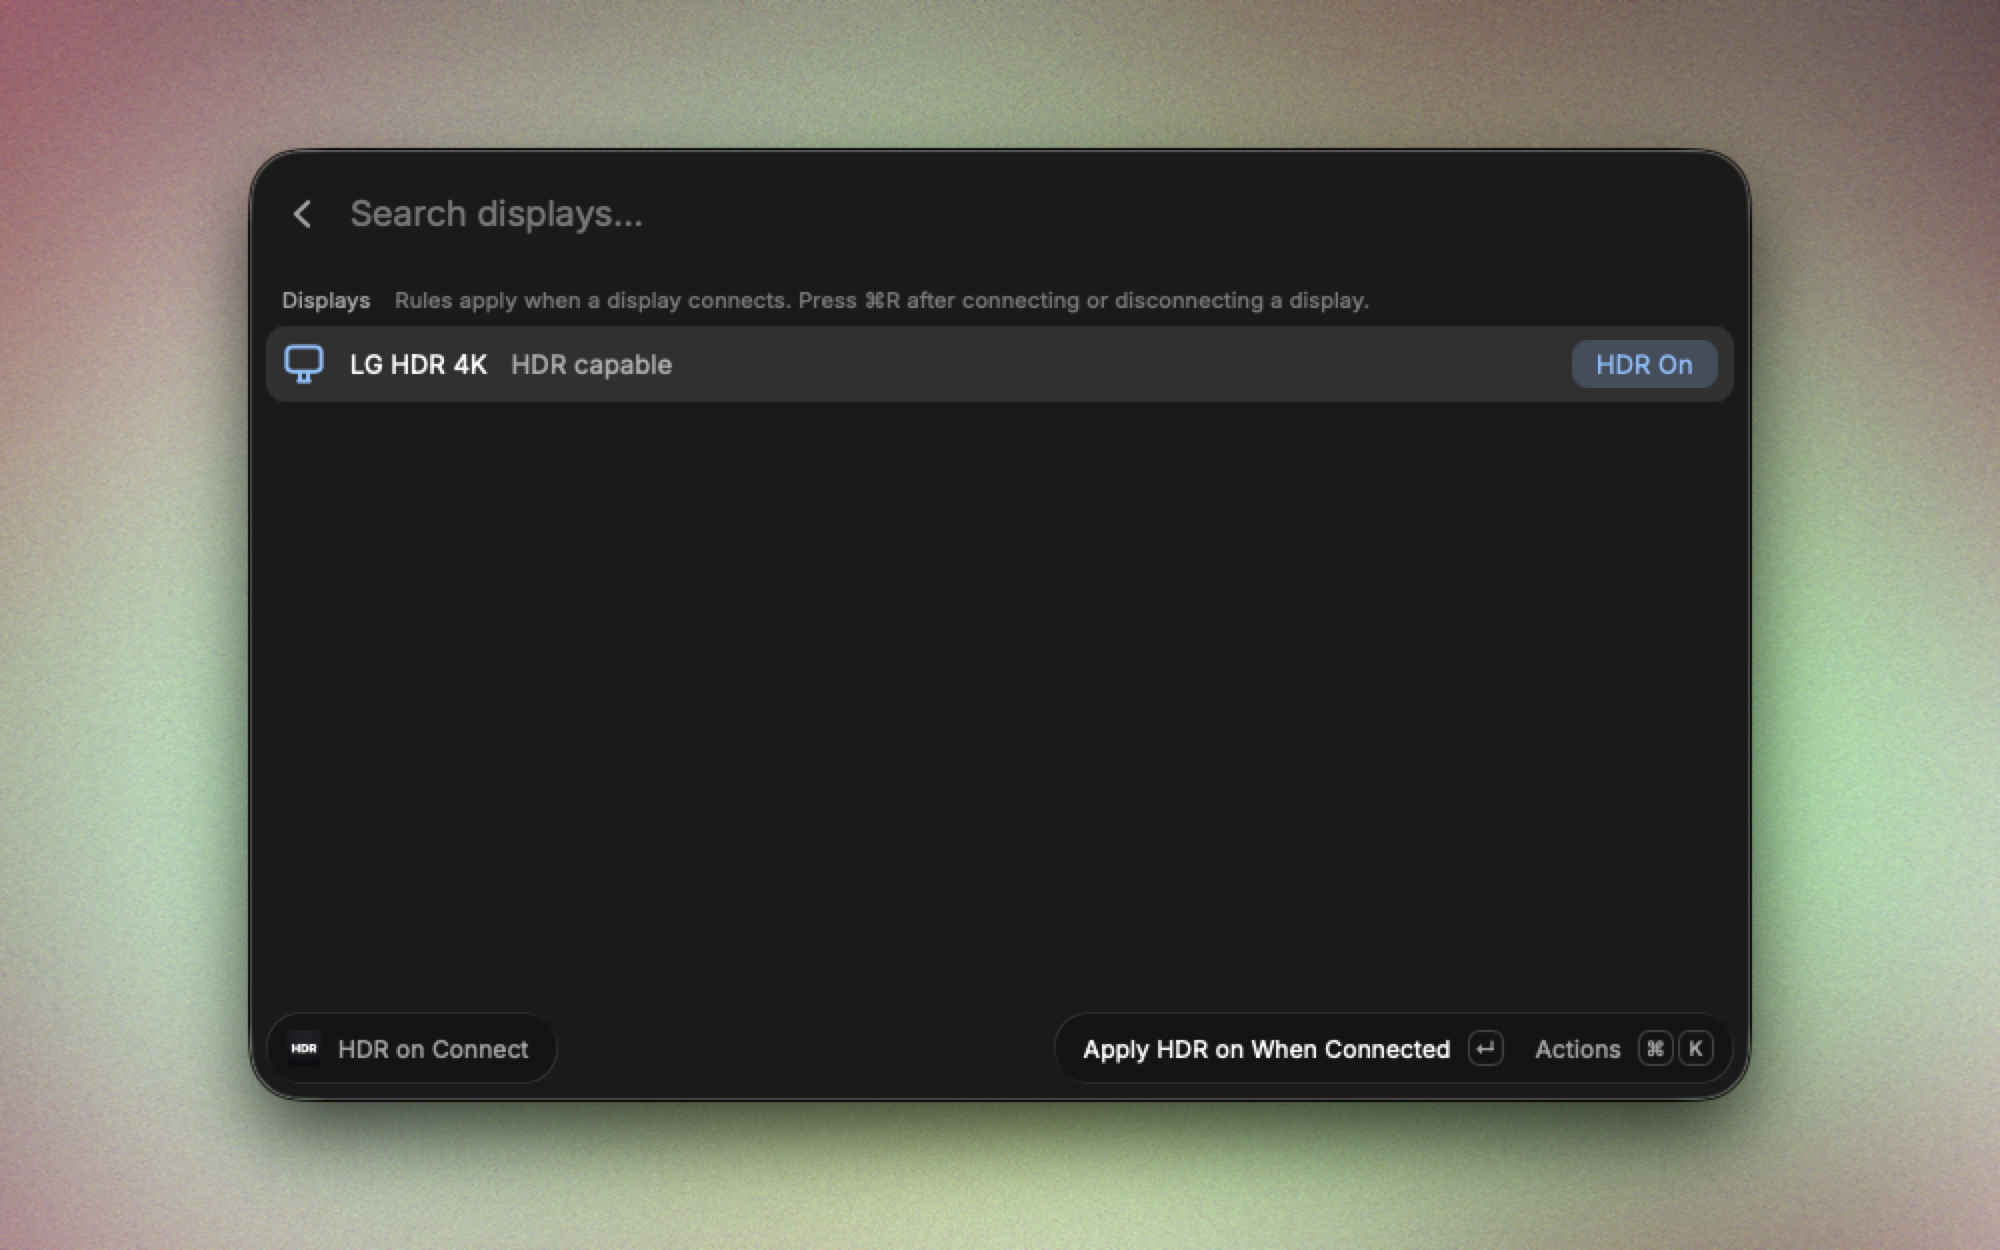 Search displays...
Displays Rules apply when a display connects. Press ⌘R after connecting or disconnecting a display.
LG HDR 4K HDR capable HDR On
HDR HDR on Connect Apply HDR on When Connected ↵ Actions ⌘ K